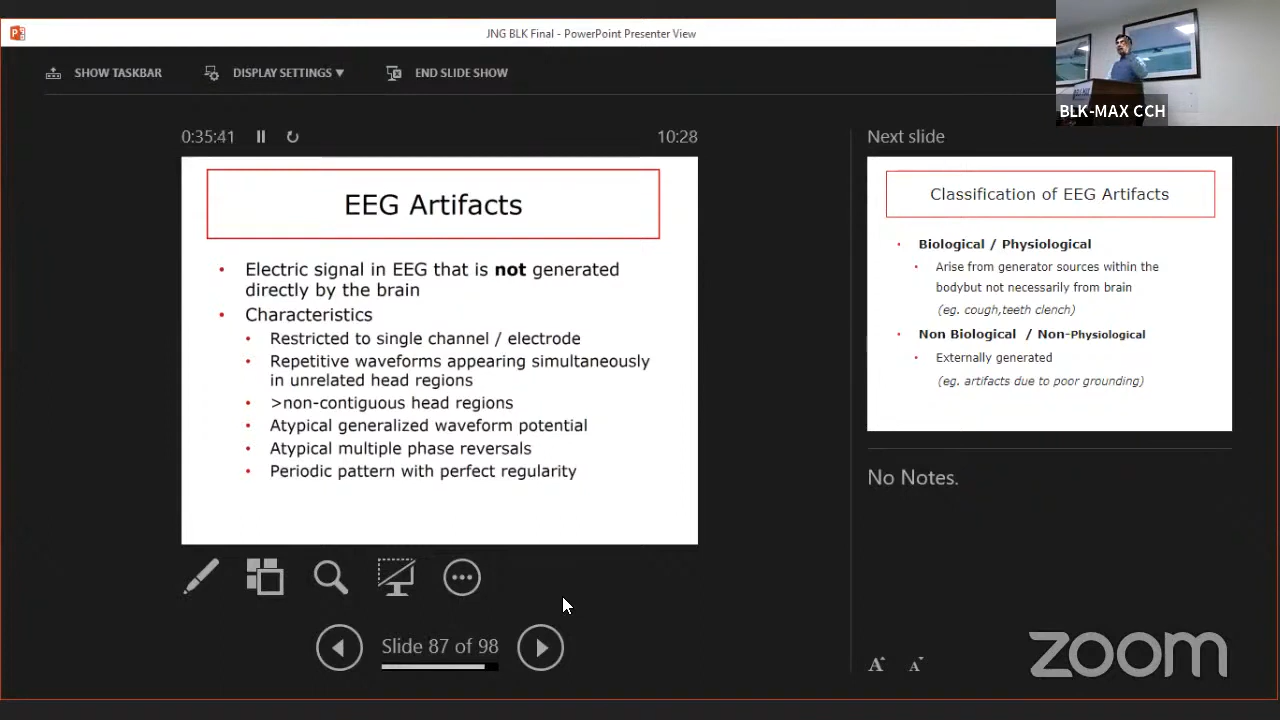 JNG BLK Final - PowerPoint Presenter View
SHOW TASKBAR
DISPLAY SETTINGS ▼
END SLIDE SHOW
BLK-MAX CCH
0:35:41
10:28
EEG Artifacts
• Electric signal in EEG that is not generated
directly by the brain
• Characteristics
• Restricted to single channel / electrode
• Repetitive waveforms appearing simultaneously
in unrelated head regions
• >non-contiguous head regions
• Atypical generalized waveform potential
• Atypical multiple phase reversals
• Periodic pattern with perfect regularity
Slide 87 of 98
Next slide
Classification of EEG Artifacts
• Biological / Physiological
• Arise from generator sources within the
bodybut not necessarily from brain
(eg. cough,teeth clench)
• Non Biological / Non-Physiological
• Externally generated
(eg. artifacts due to poor grounding)
No Notes.
A A
zoom